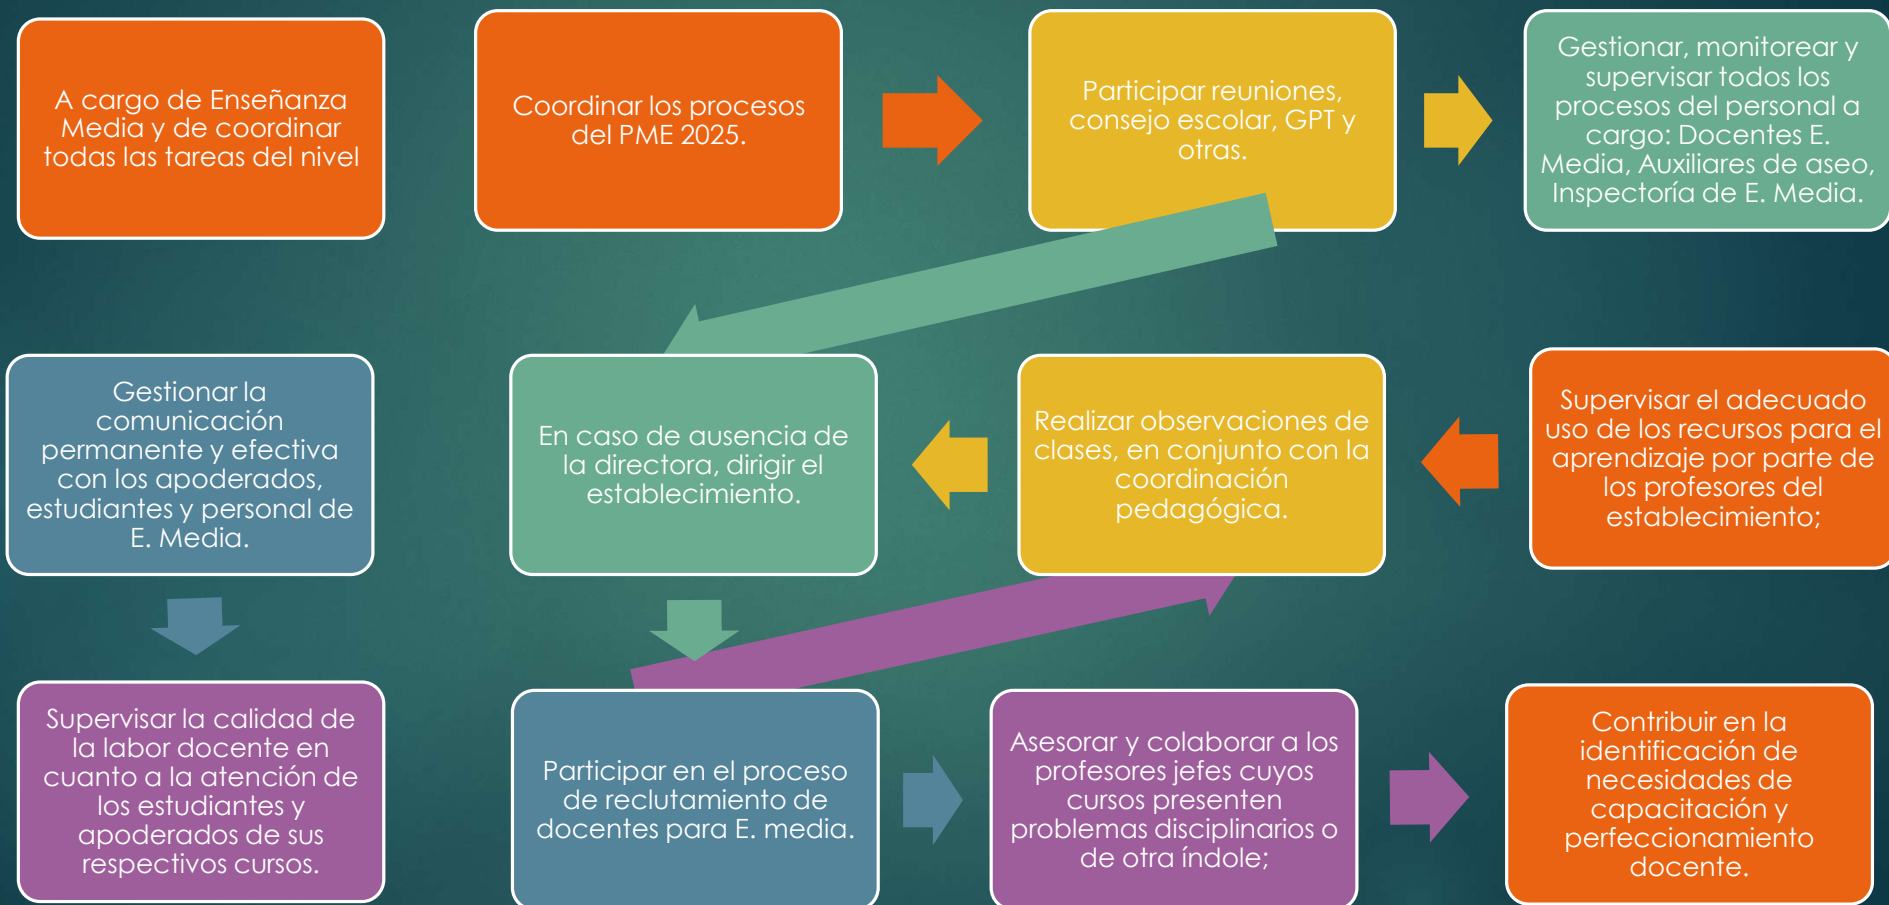 A cargo de Enseñanza
Media y de coordinar
todas las tareas del nivel
Coordinar los procesos
del PME 2025.
Participar reuniones,
consejo escolar, GPT y
otras.
Gestionar, monitorear y
supervisar todos los
procesos del personal a
cargo: Docentes E.
Media, Auxiliares de aseo,
Inspectoría de E. Media.
Gestionar la
comunicación
permanente y efectiva
con los apoderados,
estudiantes y personal de
E. Media.
En caso de ausencia de
la directora, dirigir el
establecimiento.
Realizar observaciones de
clases, en conjunto con la
coordinación
pedagógica.
Supervisar el adecuado
uso de los recursos para el
aprendizaje por parte de
los profesores del
establecimiento;
Supervisar la calidad de
la labor docente en
cuanto a la atención de
los estudiantes y
apoderados de sus
respectivos cursos.
Participar en el proceso
de reclutamiento de
docentes para E. media.
Asesorar y colaborar a los
profesores jefes cuyos
cursos presenten
problemas disciplinarios o
de otra índole;
Contribuir en la
identificación de
necesidades de
capacitación y
perfeccionamiento
docente.